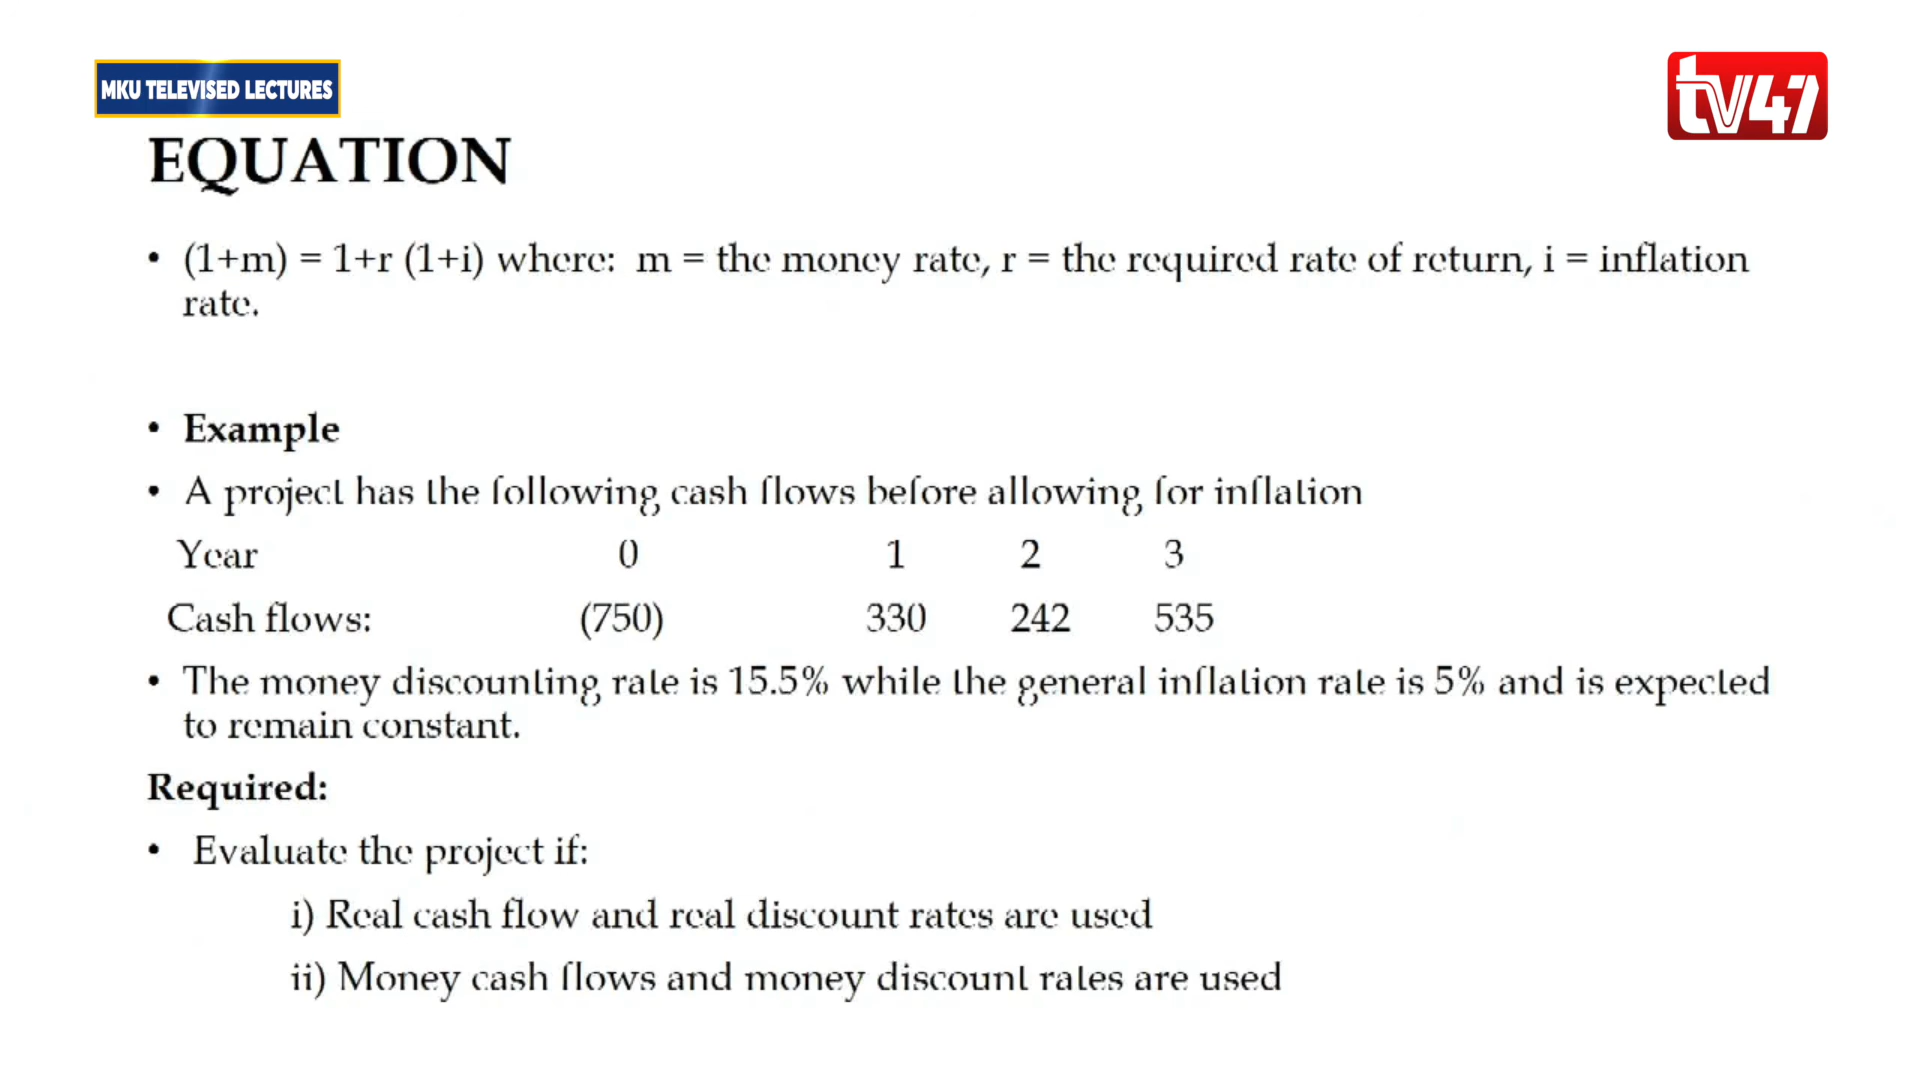 MKU TELEVISED LECTURES
tv47
EQUATION
• (1+m) = 1+r (1+i) where: m = the money rate, r = the required rate of return, i = inflation
rate.
• Example
• A project has the following cash flows before allowing for inflation
Year 0 1 2 3
Cash flows: (750) 330 242 535
• The money discounting rate is 15.5% while the general inflation rate is 5% and is expected
to remain constant.
Required:
• Evaluate the project if:
i) Real cash flow and real discount rates are used
ii) Money cash flows and money discount rates are used